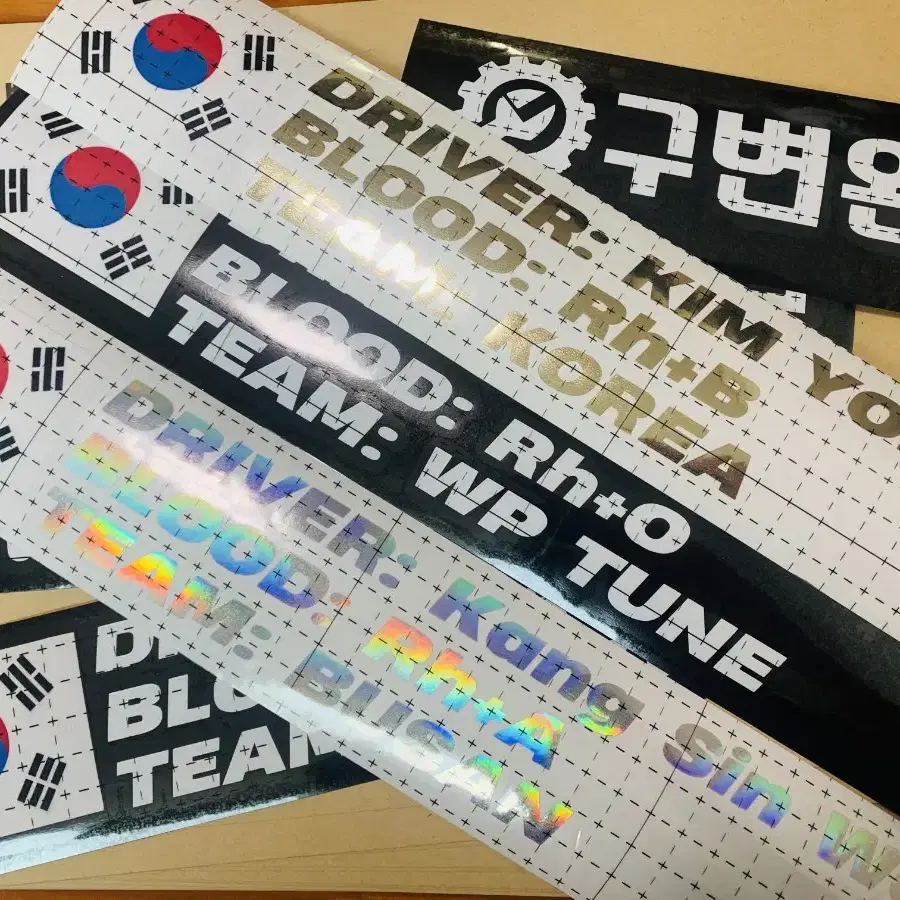 DRIVER: KIM YO
BLOOD: Rh+B
TEAM: KOREA
구변
BLOOD: Rh+O
TEAM: WP TUNE
DRIVER: Kang Sin
BLOOD: Rh+A
TEAM: BUSAN
TEAM